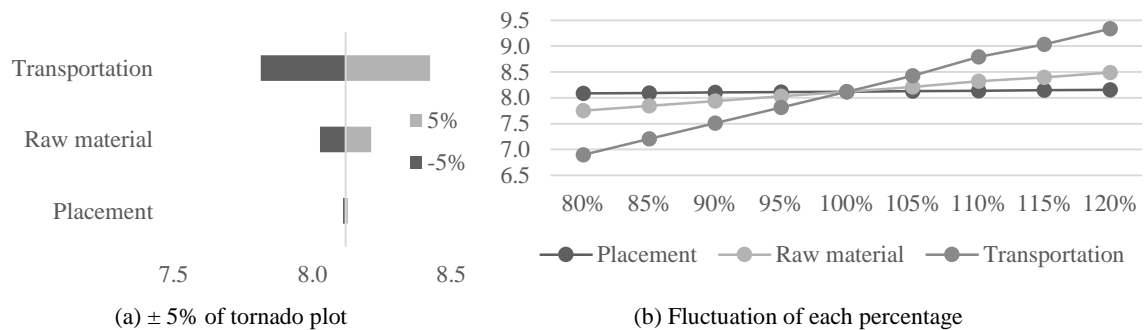 Transportation
Raw material
Placement
5%
-5%
7.5 8.0 8.5
(a) ± 5% of tornado plot
9.5
9.0
8.5
8.0
7.5
7.0
6.5
80% 85% 90% 95% 100% 105% 110% 115% 120%
Placement Raw material Transportation
(b) Fluctuation of each percentage